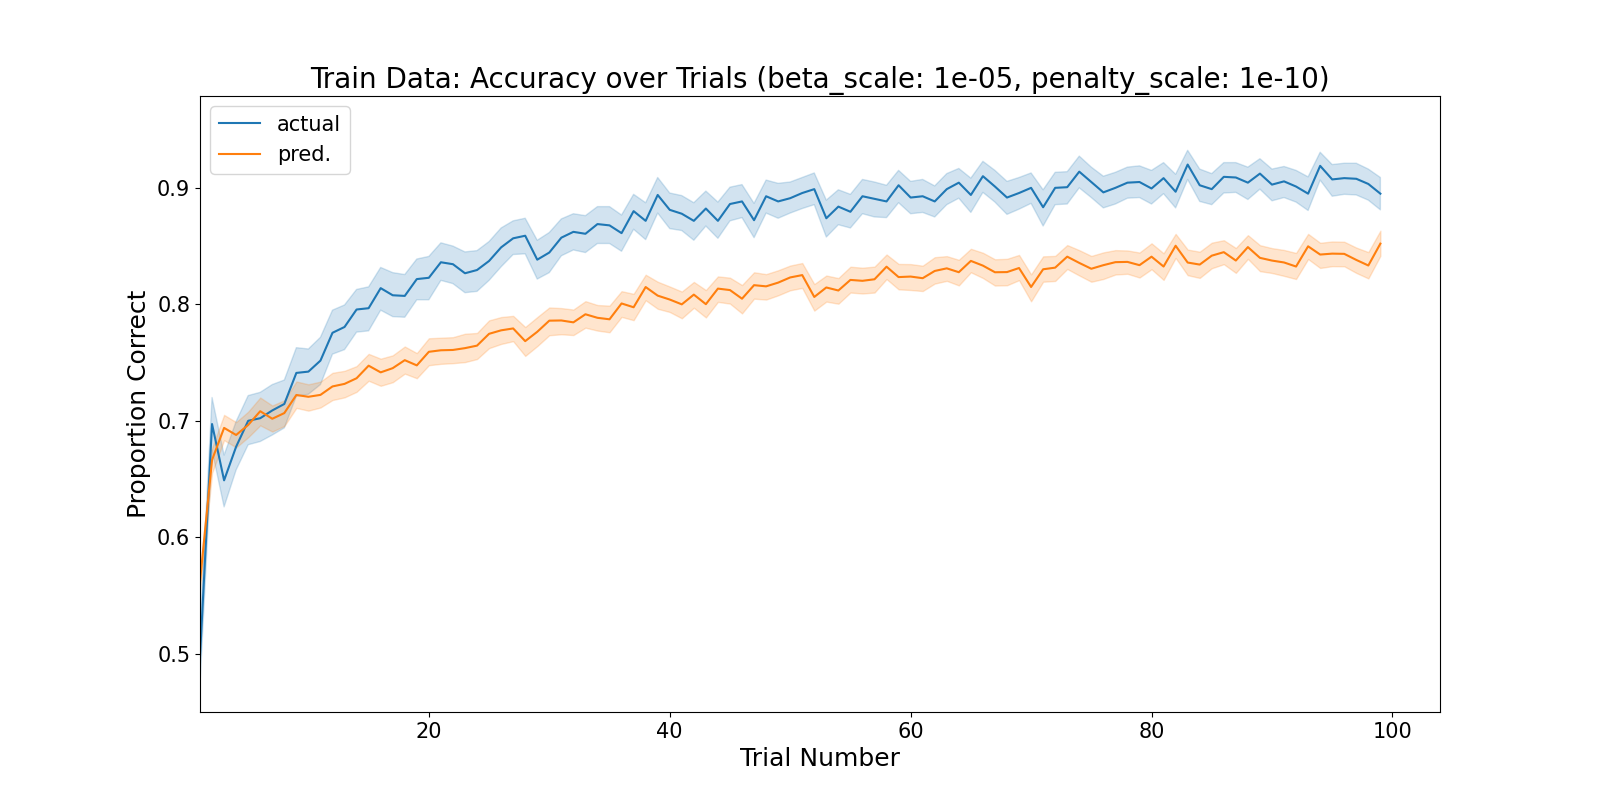 Train Data: Accuracy over Trials (beta_scale: 1e-05, penalty_scale: 1e-10)
actual
pred.
Proportion Correct
0.9
0.8
0.7
0.6
0.5
20 40 60 80 100
Trial Number